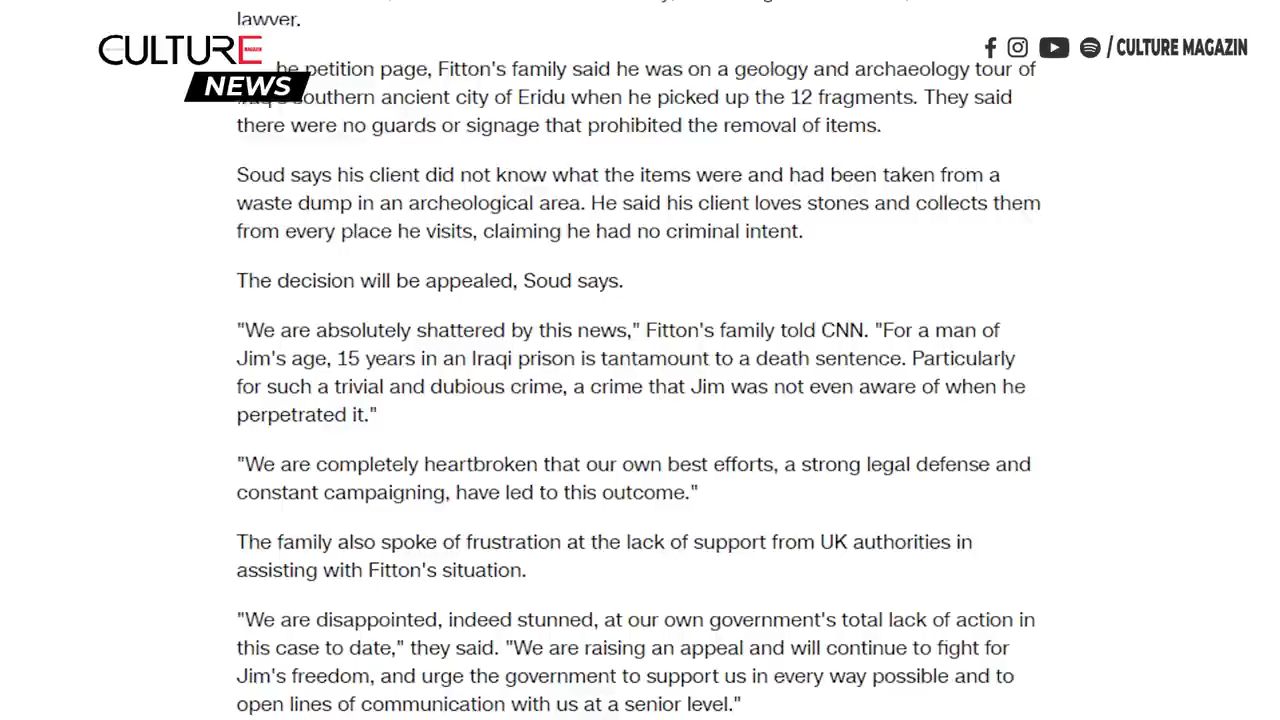 lawyer.
CULTURE
NEWS
/ CULTURE MAGAZIN
he petition page, Fitton's family said he was on a geology and archaeology tour of
southern ancient city of Eridu when he picked up the 12 fragments. They said
there were no guards or signage that prohibited the removal of items.
Soud says his client did not know what the items were and had been taken from a
waste dump in an archeological area. He said his client loves stones and collects them
from every place he visits, claiming he had no criminal intent.
The decision will be appealed, Soud says.
"We are absolutely shattered by this news," Fitton's family told CNN. "For a man of
Jim's age, 15 years in an Iraqi prison is tantamount to a death sentence. Particularly
for such a trivial and dubious crime, a crime that Jim was not even aware of when he
perpetrated it."
"We are completely heartbroken that our own best efforts, a strong legal defense and
constant campaigning, have led to this outcome."
The family also spoke of frustration at the lack of support from UK authorities in
assisting with Fitton's situation.
"We are disappointed, indeed stunned, at our own government's total lack of action in
this case to date," they said. "We are raising an appeal and will continue to fight for
Jim's freedom, and urge the government to support us in every way possible and to
open lines of communication with us at a senior level."